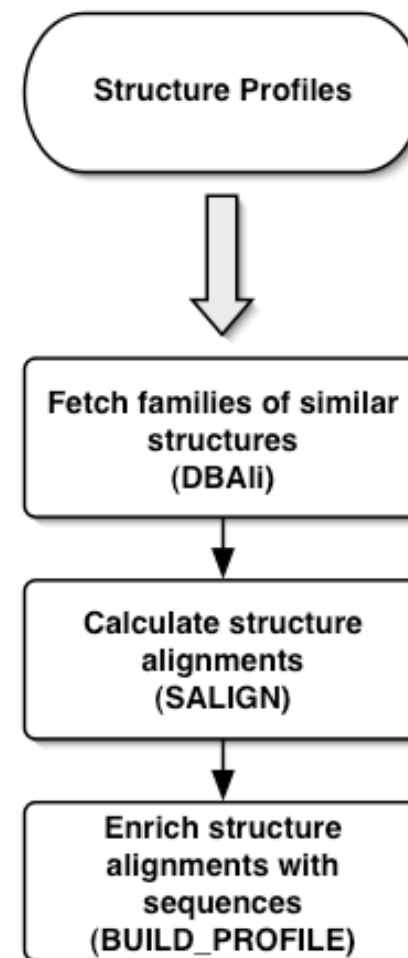 Structure Profiles
Fetch families of similar
structures
(DBAli)
Calculate structure
alignments
(SALIGN)
Enrich structure
alignments with
sequences
(BUILD_PROFILE)